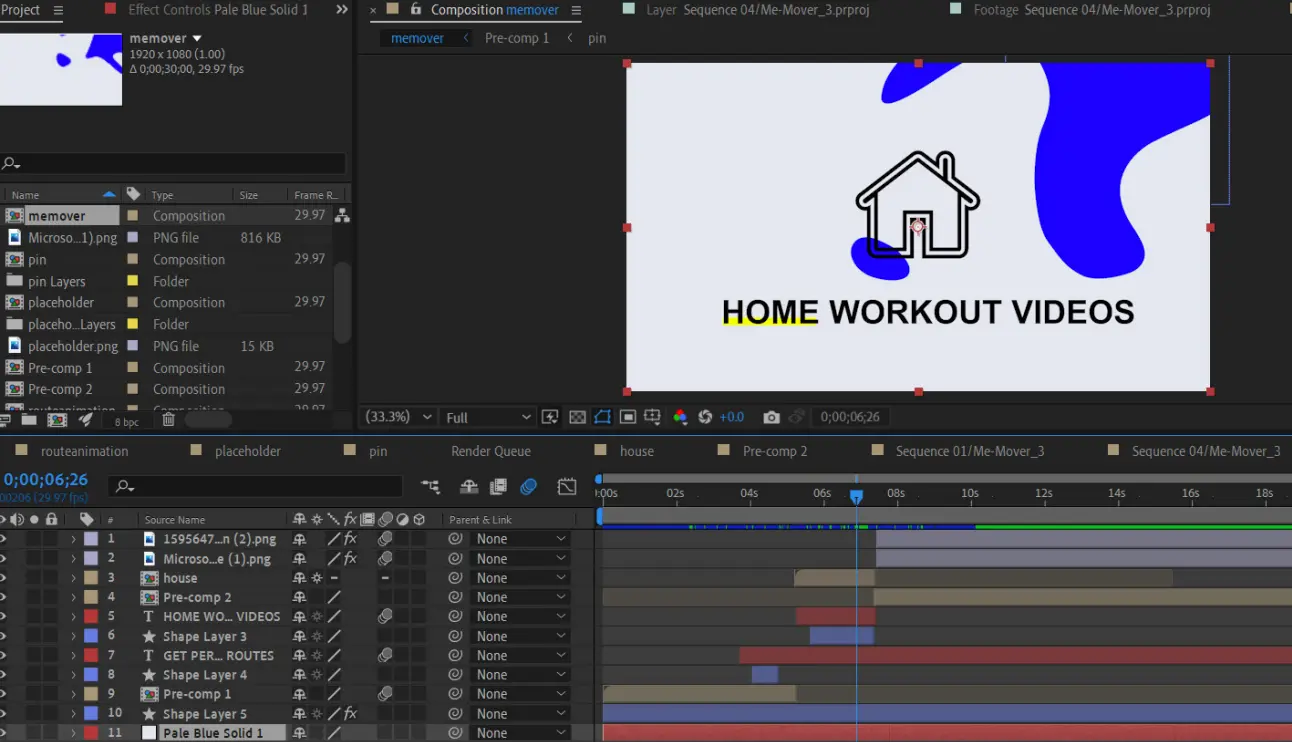 Project
Effect Controls Pale Blue Solid 1
Composition memover
Layer Sequence 04/Me-Mover_3.prproj
Footage Sequence 04/Me-Mover_3.prproj
memover
1920 x 1080 (1.00)
Δ 0;00;30;00, 29.97 fps
memover
Pre-comp 1
pin
HOME WORKOUT VIDEOS
Name Type Size Frame R...
memover Composition 29.97
Microso...1).png PNG file 816 KB
pin Composition 29.97
pin Layers Folder
placeholder Composition 29.97
placeho...Layers Folder
placeholder.png PNG file 15 KB
Pre-comp 1 Composition 29.97
Pre-comp 2 Composition 29.97
routeanimation Composition 29.97
8 bpc
(33.3%) Full +0.0 0;00;06;26
routeanimation placeholder pin Render Queue house Pre-comp 2 Sequence 01/Me-Mover_3 Sequence 04/Me-Mover_3
0;00;06;26
00206 (29.97 fps)
):00s 02s 04s 06s 08s 10s 12s 14s 16s 18s
# Source Name fx Parent & Link
1 1595647...n (2).png fx None
2 Microso...e (1).png fx None
3 house None
4 Pre-comp 2 None
5 T HOME WO... VIDEOS None
6 Shape Layer 3 None
7 T GET PER... ROUTES None
8 Shape Layer 4 None
9 Pre-comp 1 None
10 Shape Layer 5 fx None
11 Pale Blue Solid 1 None